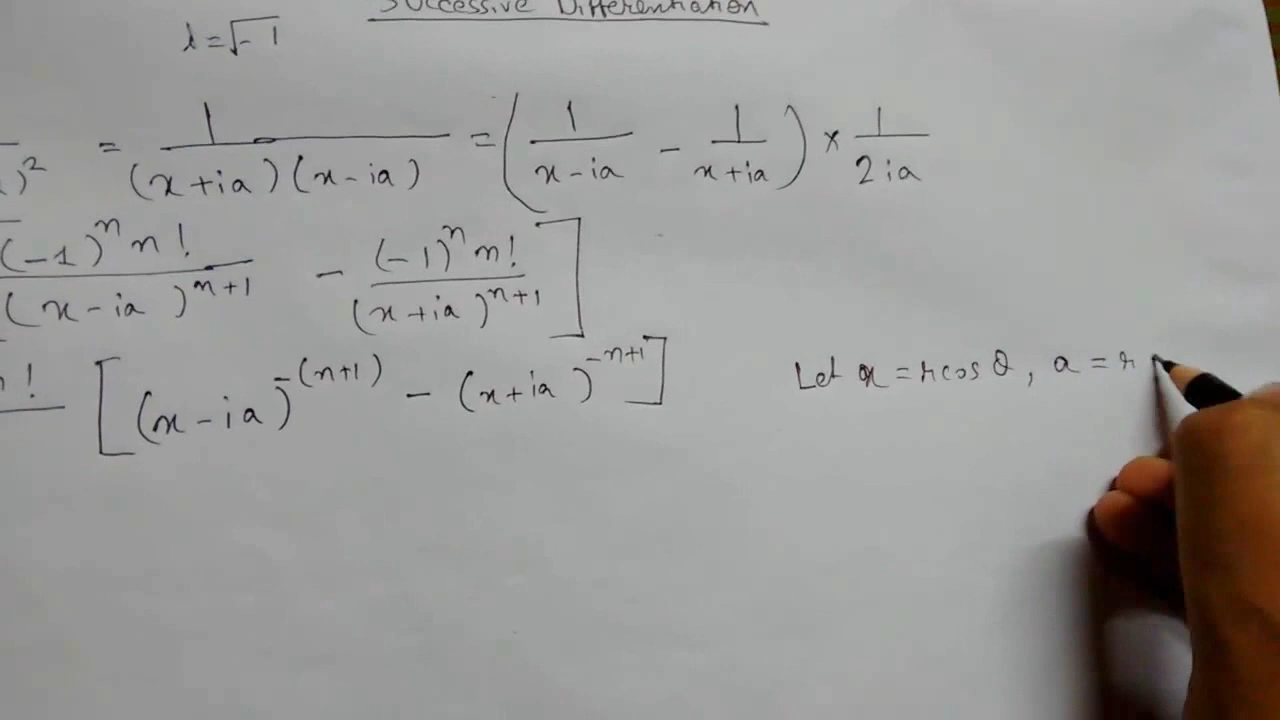 Successive Differentiation
i = √-1
)² = 1 / (x+ia)(x-ia) = (1/(x-ia) - 1/(x+ia)) × 1/2ia
(-1)ⁿ n! / (x-ia)ⁿ⁺¹ - (-1)ⁿ n! / (x+ia)ⁿ⁺¹ ]
n! [(x-ia)⁻⁽ⁿ⁺¹⁾ - (x+ia)⁻ⁿ⁺¹] Let x = r cos θ, a = r